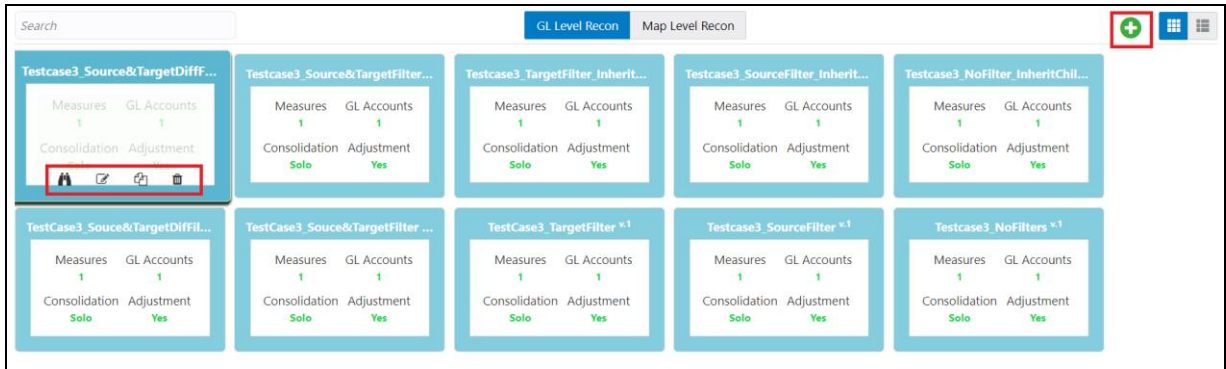 Search GL Level Recon Map Level Recon
Testcase3_Source&TargetDiffF... Testcase3_Source&TargetFilter... Testcase3_TargetFilter_Inherit... Testcase3_SourceFilter_Inherit... Testcase3_NoFilter_InheritChil...
Measures GL Accounts Measures GL Accounts Measures GL Accounts Measures GL Accounts Measures GL Accounts
1 1 1 1 1 1 1 1 1 1
Consolidation Adjustment Consolidation Adjustment Consolidation Adjustment Consolidation Adjustment Consolidation Adjustment
Solo Yes Solo Yes Solo Yes Solo Yes Solo Yes
TestCase3_Souce&TargetDiffFil... TestCase3_Souce&TargetFilter ... TestCase3_TargetFilter v.1 Testcase3_SourceFilter v.1 Testcase3_NoFilters v.1
Measures GL Accounts Measures GL Accounts Measures GL Accounts Measures GL Accounts Measures GL Accounts
1 1 1 1 1 1 1 1 1 1
Consolidation Adjustment Consolidation Adjustment Consolidation Adjustment Consolidation Adjustment Consolidation Adjustment
Solo Yes Solo Yes Solo Yes Solo Yes Solo Yes